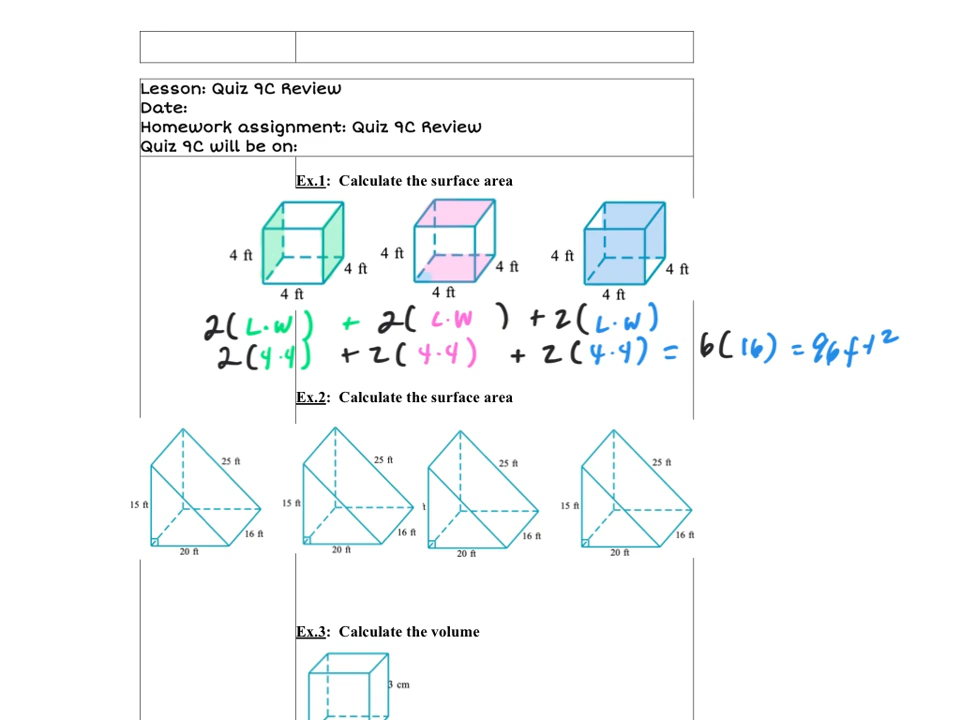 Lesson: Quiz 9C Review
Date:
Homework assignment: Quiz 9C Review
Quiz 9C will be on:
Ex.1: Calculate the surface area
4 ft 4 ft 4 ft
4 ft 4 ft 4 ft
4 ft 4 ft 4 ft
2(L·W) + 2(L·W) + 2(L·W)
2(4·4) + 2(4·4) + 2(4·4) = 6(16) = 96ft²
Ex.2: Calculate the surface area
25 ft 25 ft 25 ft 25 ft
15 ft 15 ft t 15 ft
16 ft 16 ft 16 ft 16 ft
20 ft 20 ft 20 ft 20 ft
Ex.3: Calculate the volume
3 cm